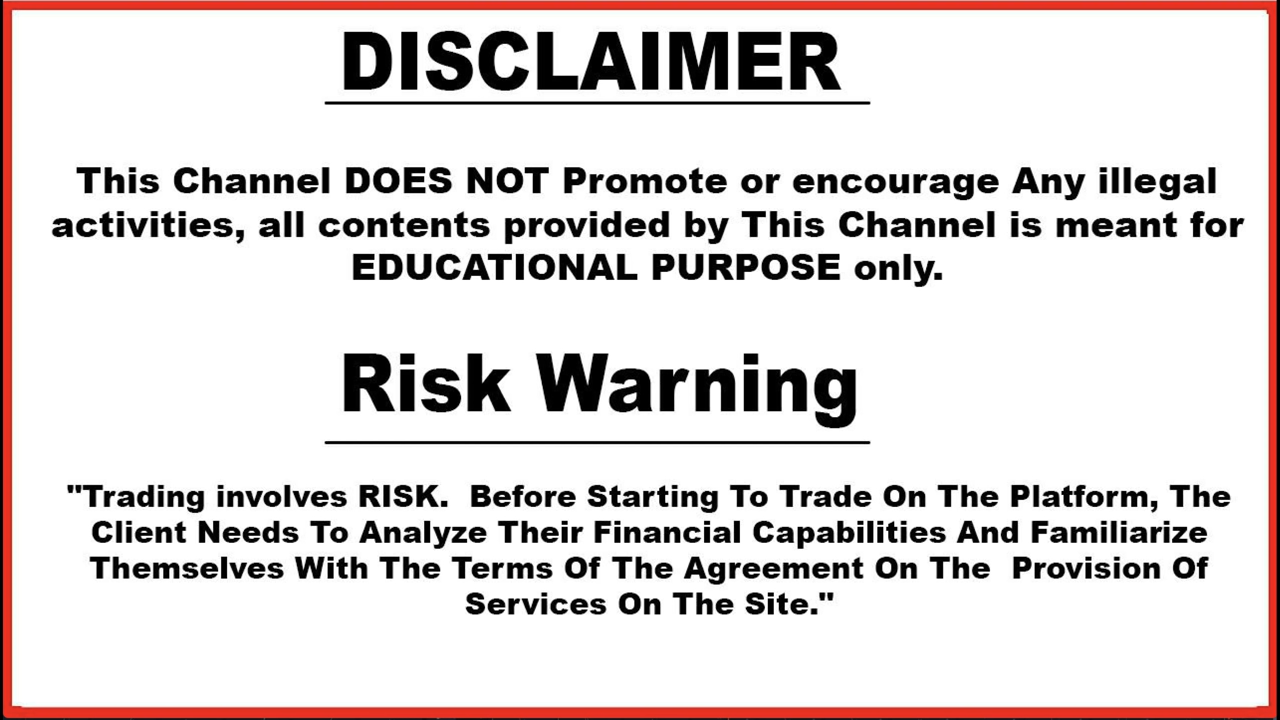 DISCLAIMER
This Channel DOES NOT Promote or encourage Any illegal
activities, all contents provided by This Channel is meant for
EDUCATIONAL PURPOSE only.
Risk Warning
"Trading involves RISK.  Before Starting To Trade On The Platform, The
Client Needs To Analyze Their Financial Capabilities And Familiarize
Themselves With The Terms Of The Agreement On The  Provision Of
Services On The Site."